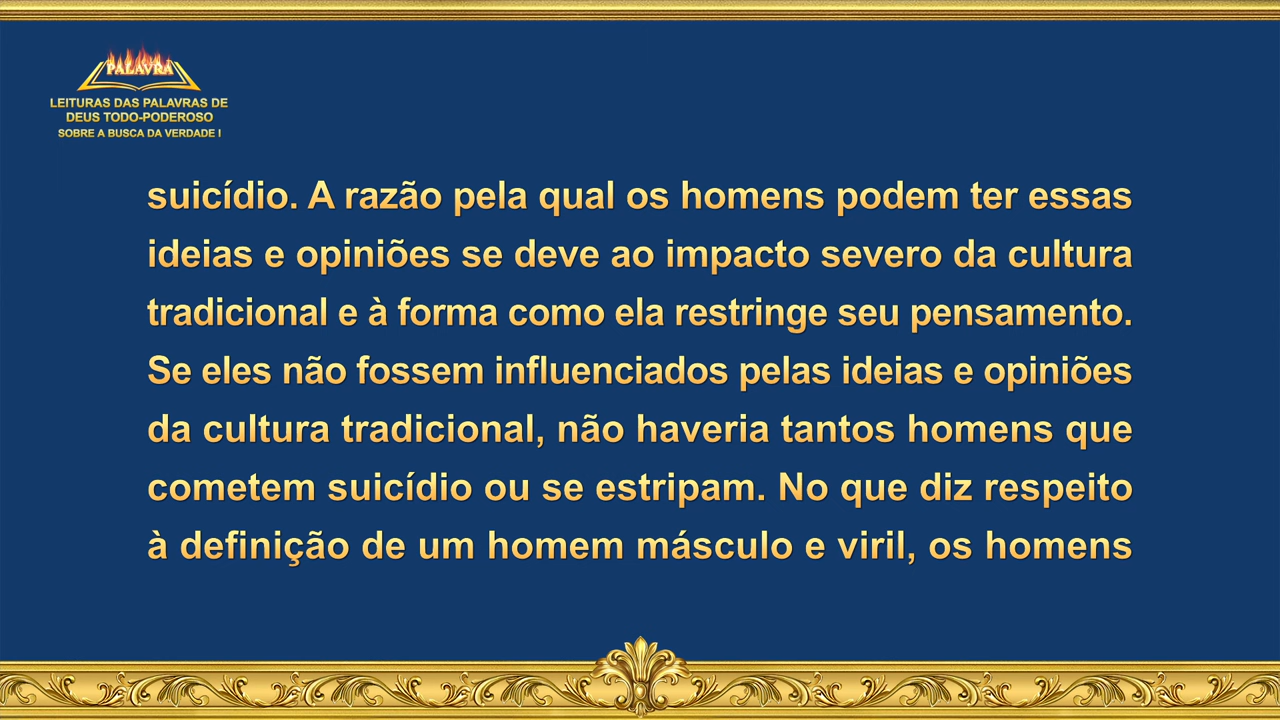 PALAVRA
LEITURAS DAS PALAVRAS DE
DEUS TODO-PODEROSO
SOBRE A BUSCA DA VERDADE I
suicídio. A razão pela qual os homens podem ter essas
ideias e opiniões se deve ao impacto severo da cultura
tradicional e à forma como ela restringe seu pensamento.
Se eles não fossem influenciados pelas ideias e opiniões
da cultura tradicional, não haveria tantos homens que
cometem suicídio ou se estripam. No que diz respeito
à definição de um homem másculo e viril, os homens